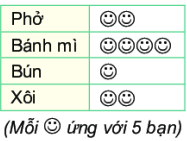 Phở ☺☺
Bánh mì ☺☺☺☺
Bún ☺
Xôi ☺☺
(Mỗi ☺ ứng với 5 bạn)